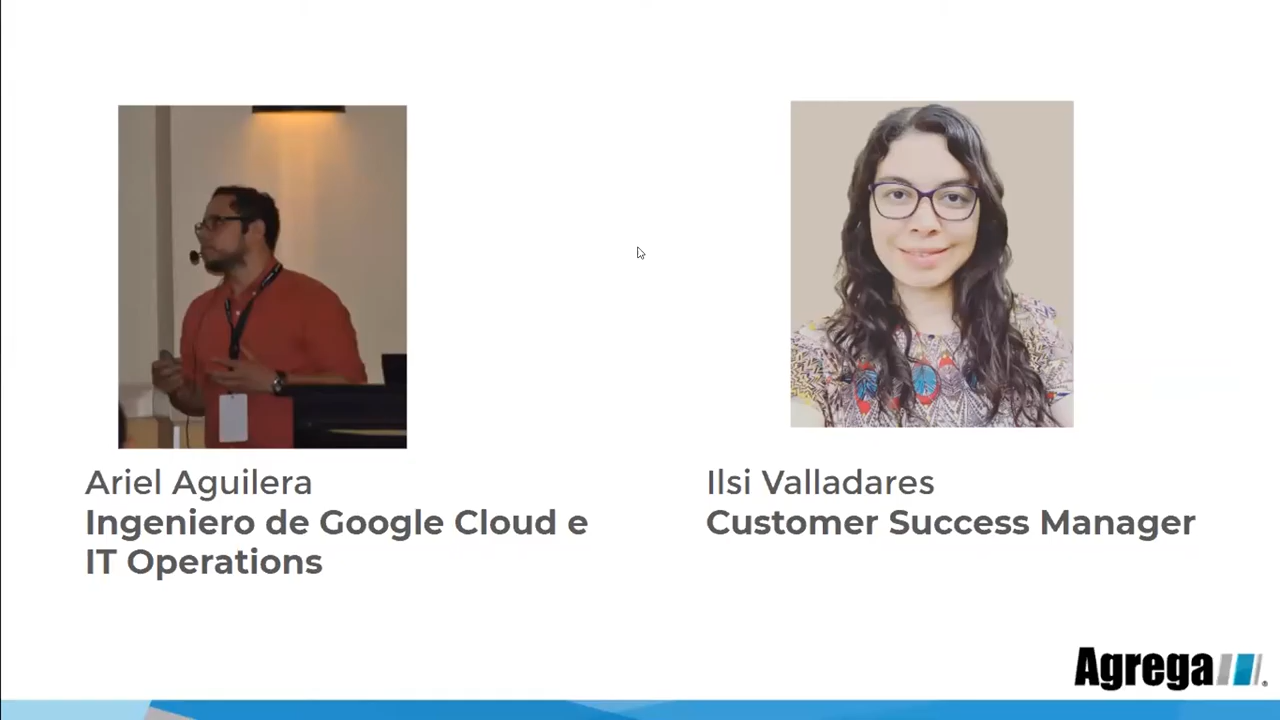 Ariel Aguilera
Ingeniero de Google Cloud e
IT Operations
Ilsi Valladares
Customer Success Manager
Agrega